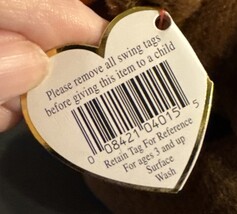 Please remove all swing tags
before giving this item to a child
0 08421 04015 5
Retain Tag For Reference
For ages 3 and up
Surface
Wash